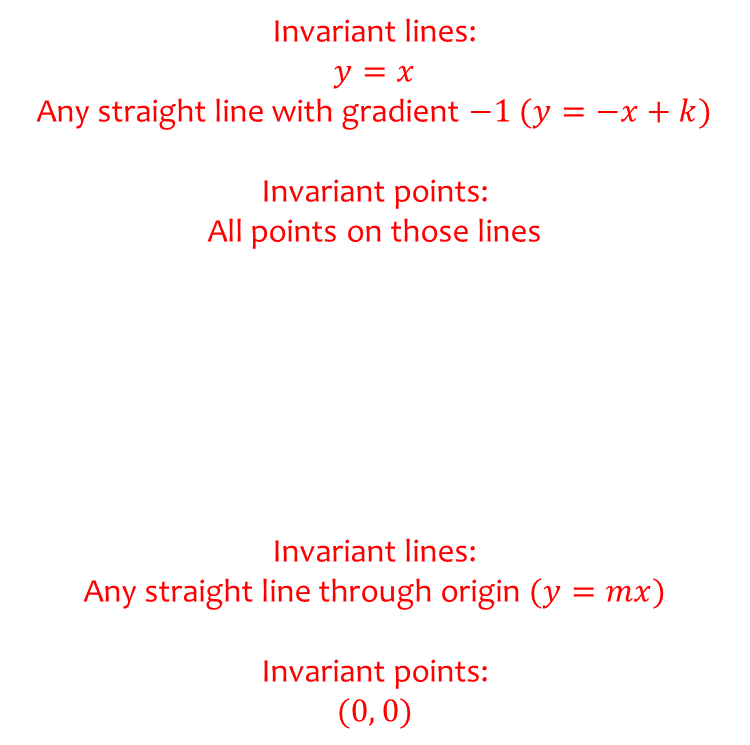 Invariant lines:
y = x
Any straight line with gradient −1 (y = −x + k)
Invariant points:
All points on those lines
Invariant lines:
Any straight line through origin (y = mx)
Invariant points:
(0, 0)